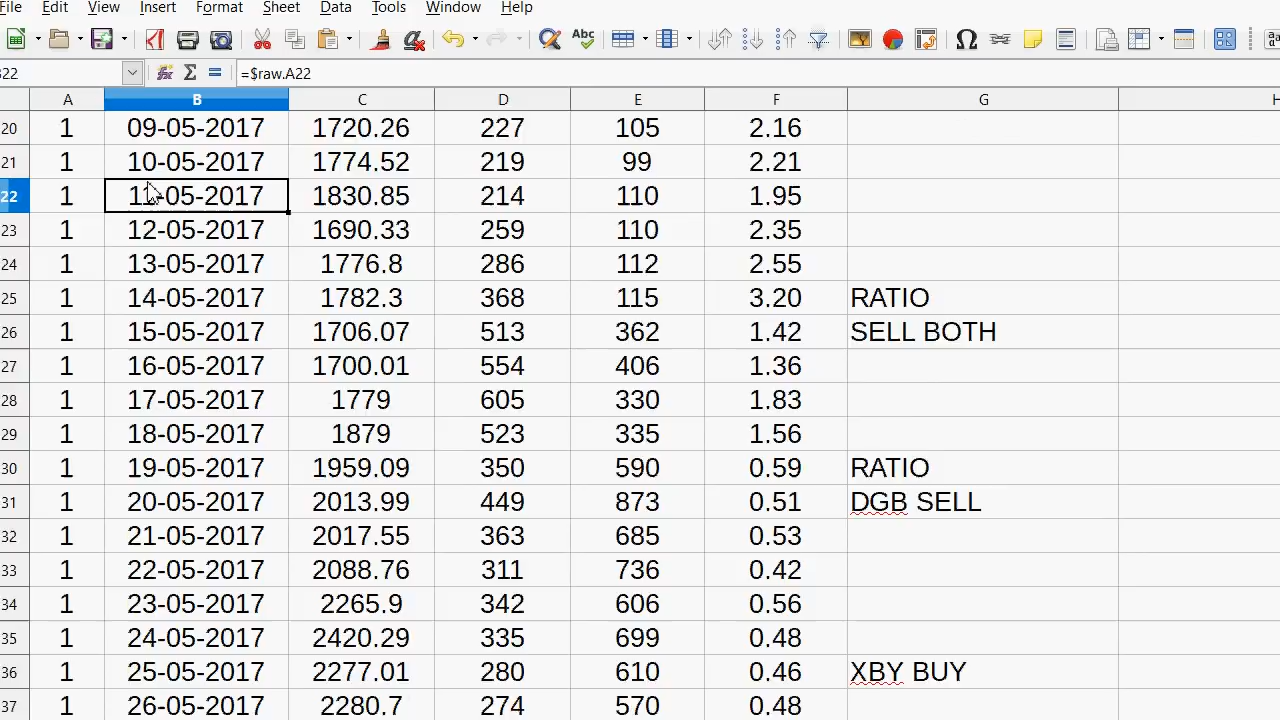 File Edit View Insert Format Sheet Data Tools Window Help
B22 =$raw.A22
A B C D E F G H
20 1 09-05-2017 1720.26 227 105 2.16
21 1 10-05-2017 1774.52 219 99 2.21
22 1 11-05-2017 1830.85 214 110 1.95
23 1 12-05-2017 1690.33 259 110 2.35
24 1 13-05-2017 1776.8 286 112 2.55
25 1 14-05-2017 1782.3 368 115 3.20 RATIO
26 1 15-05-2017 1706.07 513 362 1.42 SELL BOTH
27 1 16-05-2017 1700.01 554 406 1.36
28 1 17-05-2017 1779 605 330 1.83
29 1 18-05-2017 1879 523 335 1.56
30 1 19-05-2017 1959.09 350 590 0.59 RATIO
31 1 20-05-2017 2013.99 449 873 0.51 DGB SELL
32 1 21-05-2017 2017.55 363 685 0.53
33 1 22-05-2017 2088.76 311 736 0.42
34 1 23-05-2017 2265.9 342 606 0.56
35 1 24-05-2017 2420.29 335 699 0.48
36 1 25-05-2017 2277.01 280 610 0.46 XBY BUY
37 1 26-05-2017 2280.7 274 570 0.48